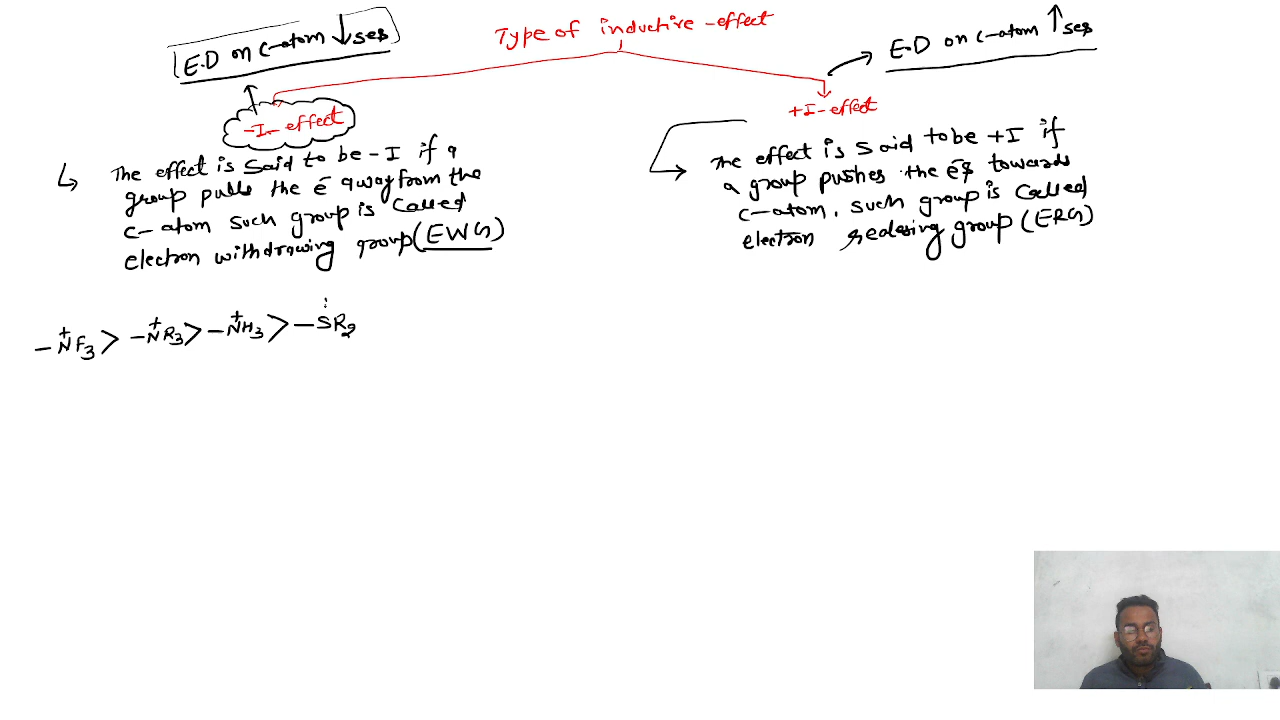 Type of inductive-effect
E.D on C-atom ↓ses
E.D on C-atom ↑ses
-I-effect
+I-effect
The effect is said to be -I if a
group pulls the e̅ away from the
C-atom such group is called
electron withdrawing group (EWG)
The effect is said to be +I if
a group pushes the e̅s towards
C-atom, such group is called
electron group (ERG)
-N⁺F₃ > -N⁺R₃ > -N⁺H₃ > -SR₂